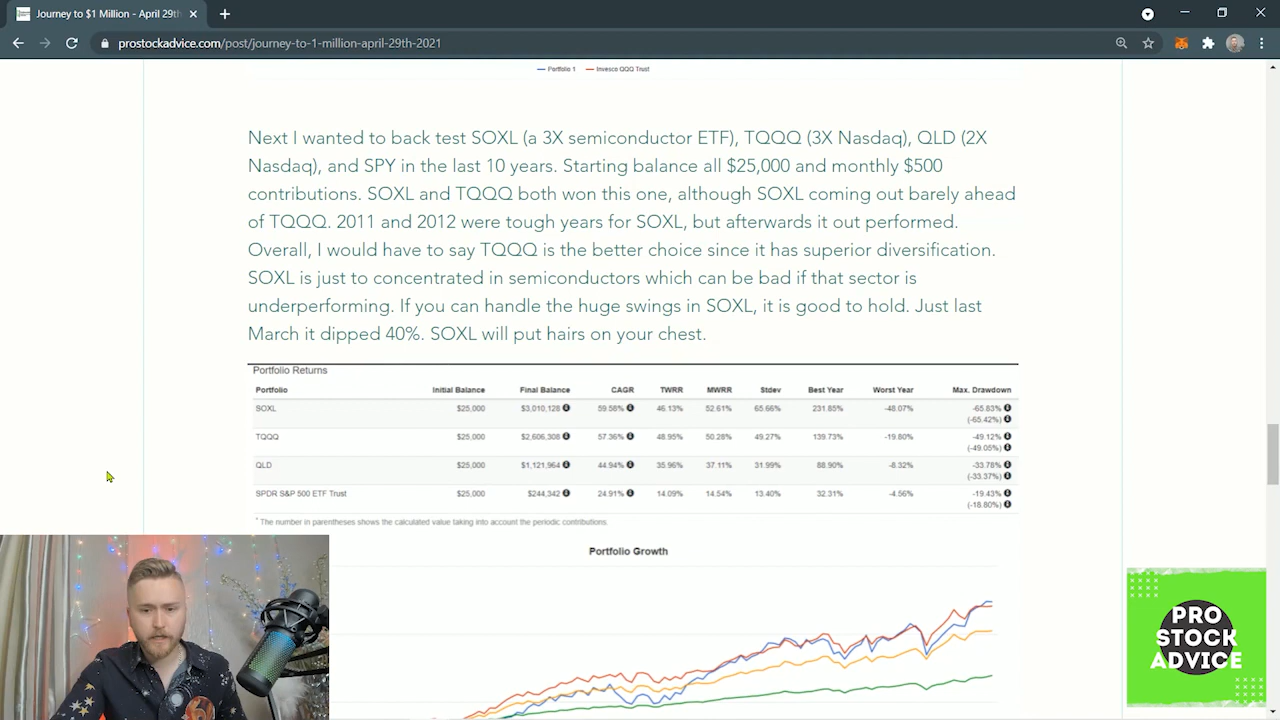 Journey to $1 Million - April 29th
prostockadvice.com/post/journey-to-1-million-april-29th-2021
Portfolio 1 Invesco QQQ Trust
Next I wanted to back test SOXL (a 3X semiconductor ETF), TQQQ (3X Nasdaq), QLD (2X
Nasdaq), and SPY in the last 10 years. Starting balance all $25,000 and monthly $500
contributions. SOXL and TQQQ both won this one, although SOXL coming out barely ahead
of TQQQ. 2011 and 2012 were tough years for SOXL, but afterwards it out performed.
Overall, I would have to say TQQQ is the better choice since it has superior diversification.
SOXL is just to concentrated in semiconductors which can be bad if that sector is
underperforming. If you can handle the huge swings in SOXL, it is good to hold. Just last
March it dipped 40%. SOXL will put hairs on your chest.
Portfolio Returns
Portfolio Initial Balance Final Balance CAGR TWRR MWRR Stdev Best Year Worst Year Max. Drawdown
SOXL $25,000 $3,010,128 59.58% 46.13% 52.61% 65.66% 231.85% -48.07% -65.83%
(-65.42%)
TQQQ $25,000 $2,606,308 57.36% 48.95% 50.28% 49.27% 139.73% -19.80% -49.12%
(-49.05%)
QLD $25,000 $1,121,964 44.94% 35.96% 37.11% 31.99% 88.90% -8.32% -33.78%
(-33.37%)
SPDR S&P 500 ETF Trust $25,000 $244,342 24.91% 14.09% 14.54% 13.40% 32.31% -4.56% -19.43%
(-18.80%)
* The number in parentheses shows the calculated value taking into account the periodic contributions.
Portfolio Growth
PRO
STOCK
ADVICE